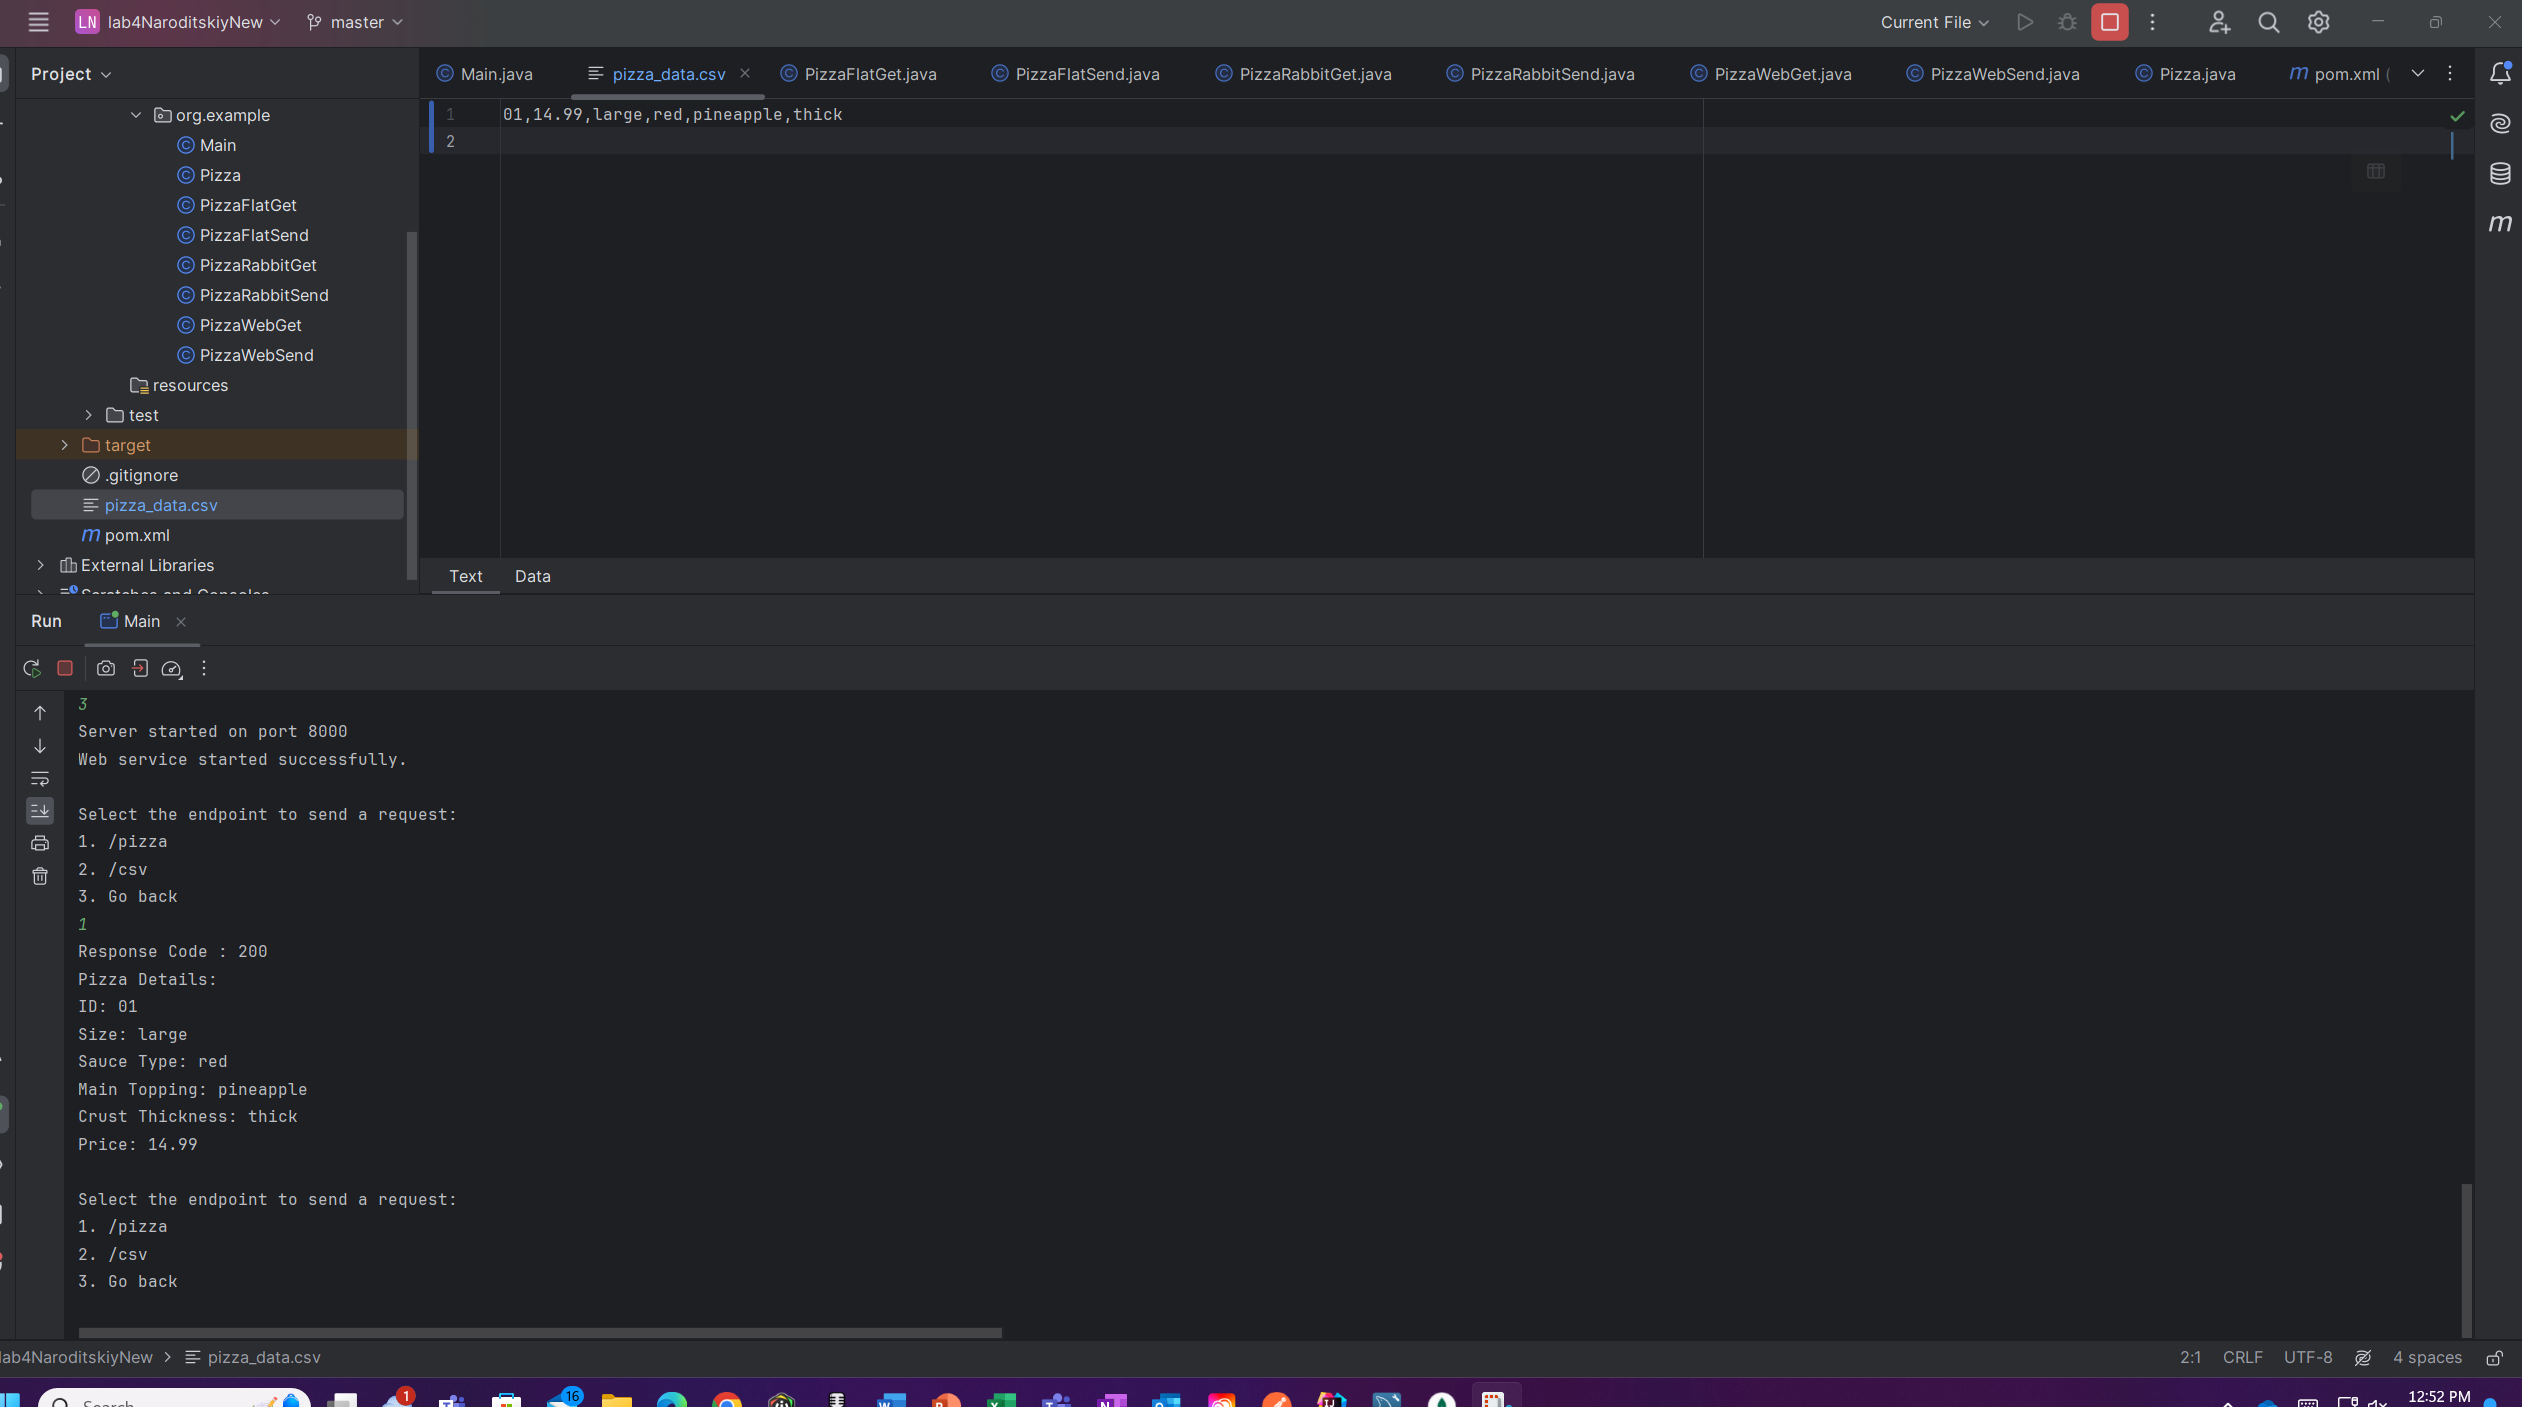 LN lab4NaroditskiyNew master Current File
Project
Main.java pizza_data.csv PizzaFlatGet.java PizzaFlatSend.java PizzaRabbitGet.java PizzaRabbitSend.java PizzaWebGet.java PizzaWebSend.java Pizza.java pom.xml (
org.example
Main
Pizza
PizzaFlatGet
PizzaFlatSend
PizzaRabbitGet
PizzaRabbitSend
PizzaWebGet
PizzaWebSend
resources
test
target
.gitignore
pizza_data.csv
pom.xml
External Libraries
Scratches and Consoles
1 01,14.99,large,red,pineapple,thick
2
Text Data
Run Main
3
Server started on port 8000
Web service started successfully.
Select the endpoint to send a request:
1. /pizza
2. /csv
3. Go back
1
Response Code : 200
Pizza Details:
ID: 01
Size: large
Sauce Type: red
Main Topping: pineapple
Crust Thickness: thick
Price: 14.99
Select the endpoint to send a request:
1. /pizza
2. /csv
3. Go back
lab4NaroditskiyNew pizza_data.csv
2:1 CRLF UTF-8 4 spaces
Search 1 16
12:52 PM